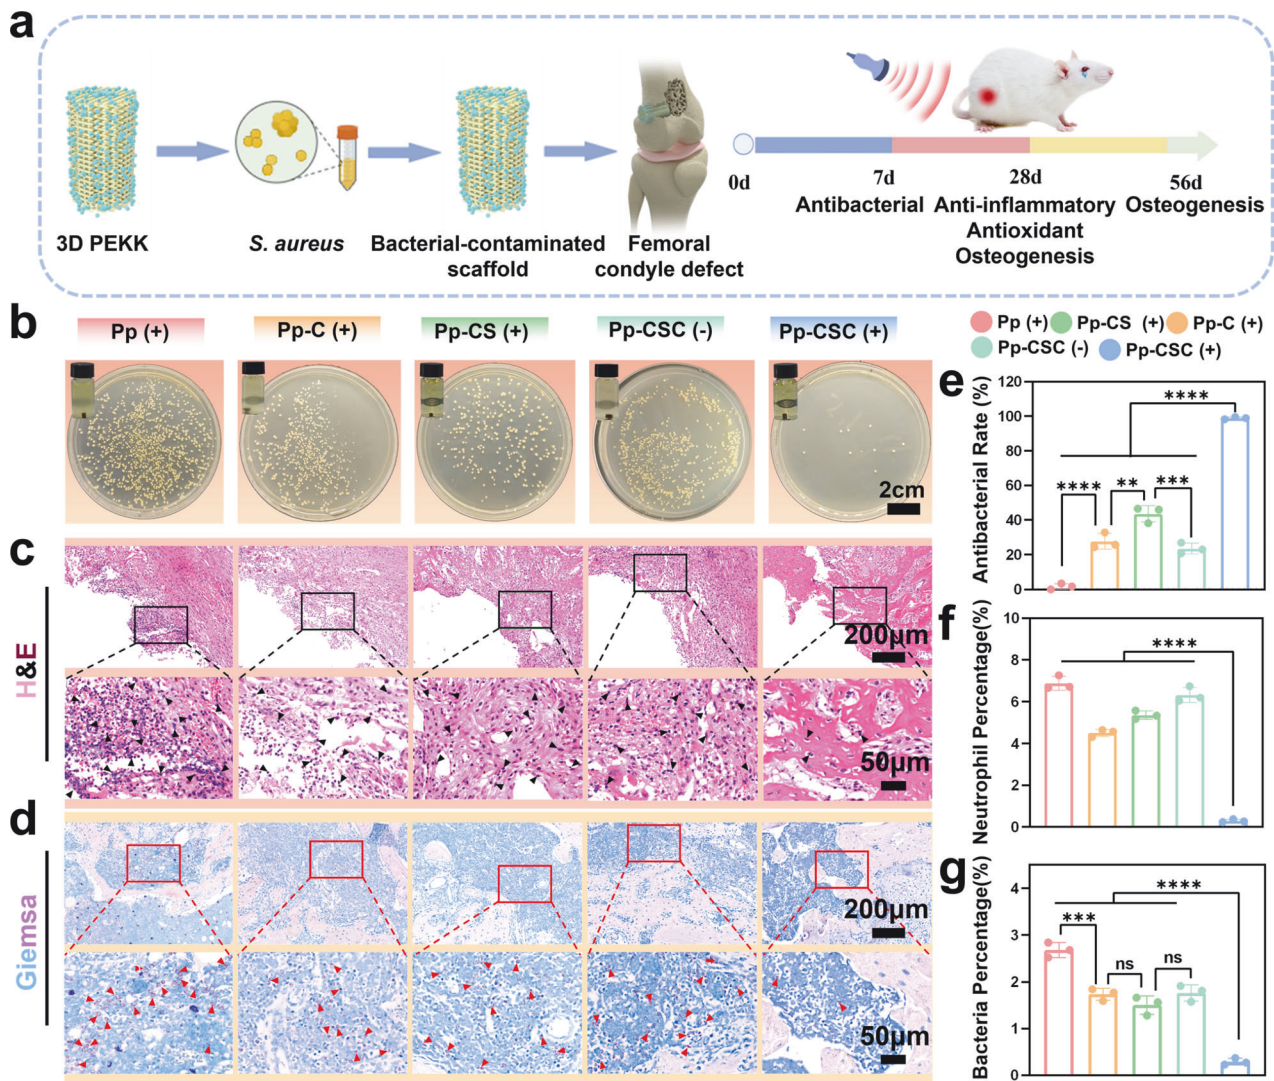 a
3D PEKK
S. aureus
Bacterial-contaminated
scaffold
Femoral
condyle defect
0d
7d
28d
56d
Antibacterial
Anti-inflammatory
Antioxidant
Osteogenesis
Osteogenesis
b
Pp (+)
Pp-C (+)
Pp-CS (+)
Pp-CSC (-)
Pp-CSC (+)
2cm
c
H&E
200μm
50μm
d
Giemsa
200μm
50μm
Pp (+)
Pp-CS (+)
Pp-C (+)
Pp-CSC (-)
Pp-CSC (+)
e
Antibacterial Rate (%)
120
100
80
60
40
20
0
****
****
**
***
f
Neutrophil Percentage(%)
10
8
6
4
2
0
****
g
Bacteria Percentage(%)
4
3
2
1
0
****
***
ns
ns